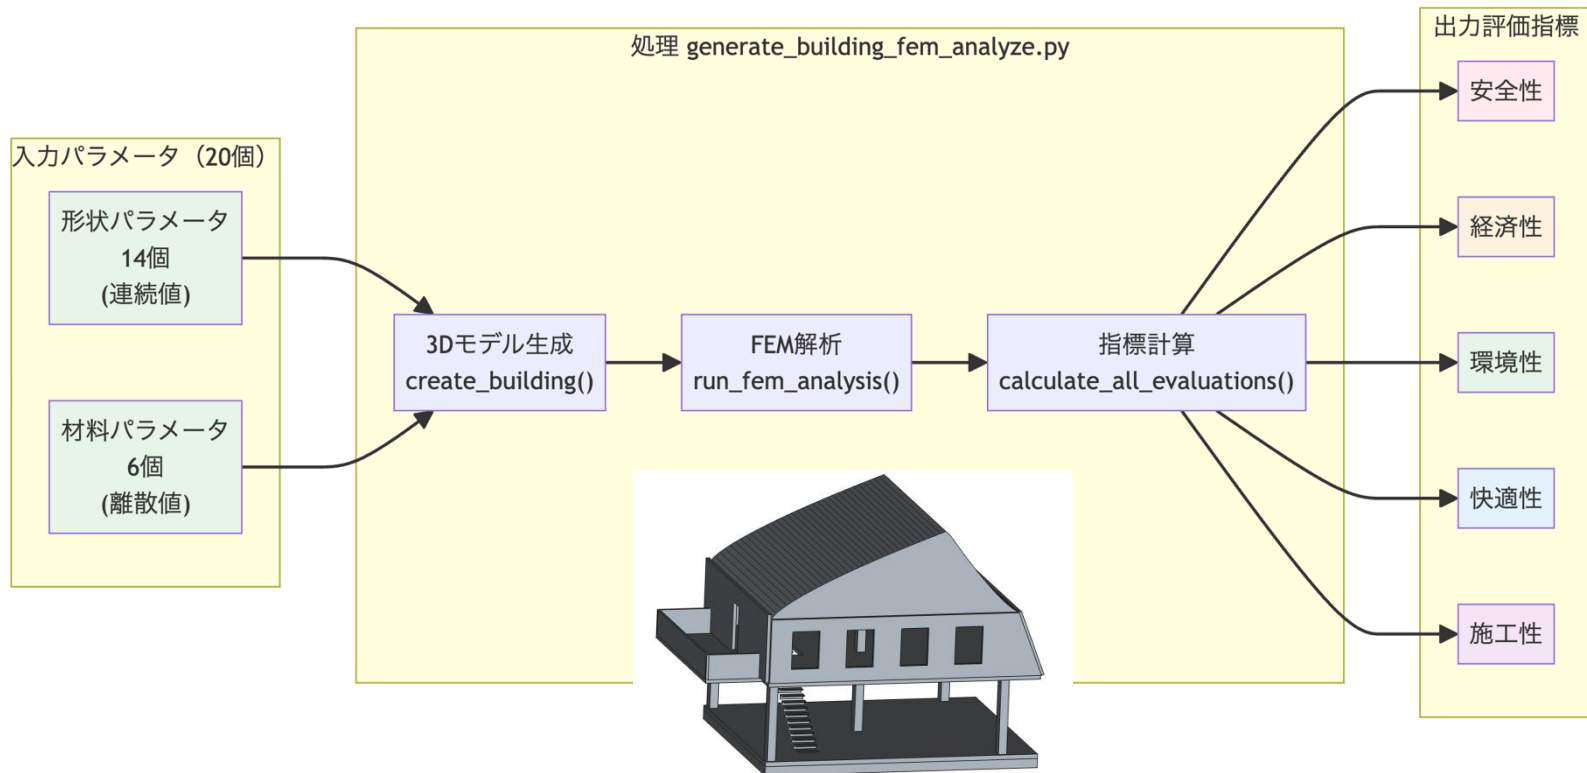 入力パラメータ（20個）
形状パラメータ
14個
(連続値)
材料パラメータ
6個
(離散値)
処理 generate_building_fem_analyze.py
3Dモデル生成
create_building()
FEM解析
run_fem_analysis()
指標計算
calculate_all_evaluations()
出力評価指標
安全性
経済性
環境性
快適性
施工性